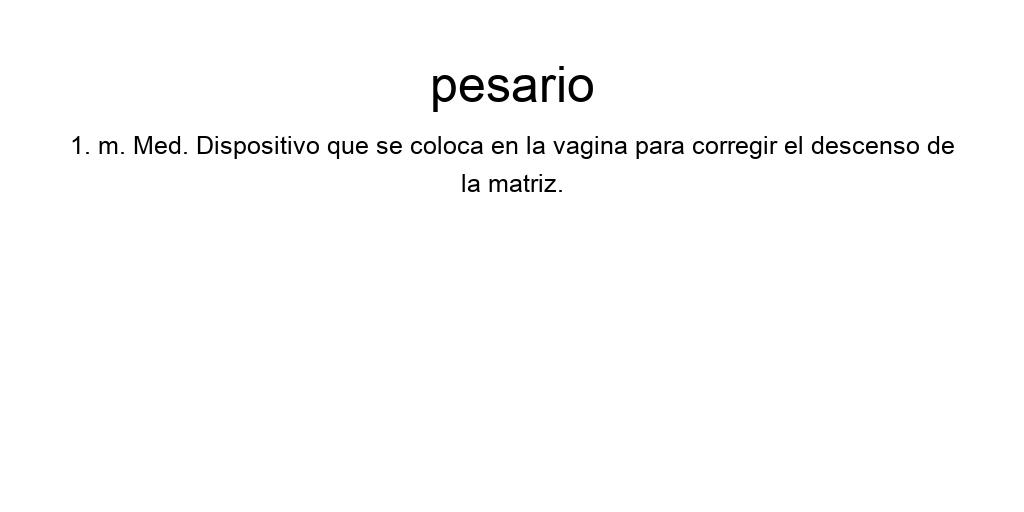 pesario
1. m. Med. Dispositivo que se coloca en la vagina para corregir el descenso de
la matriz.